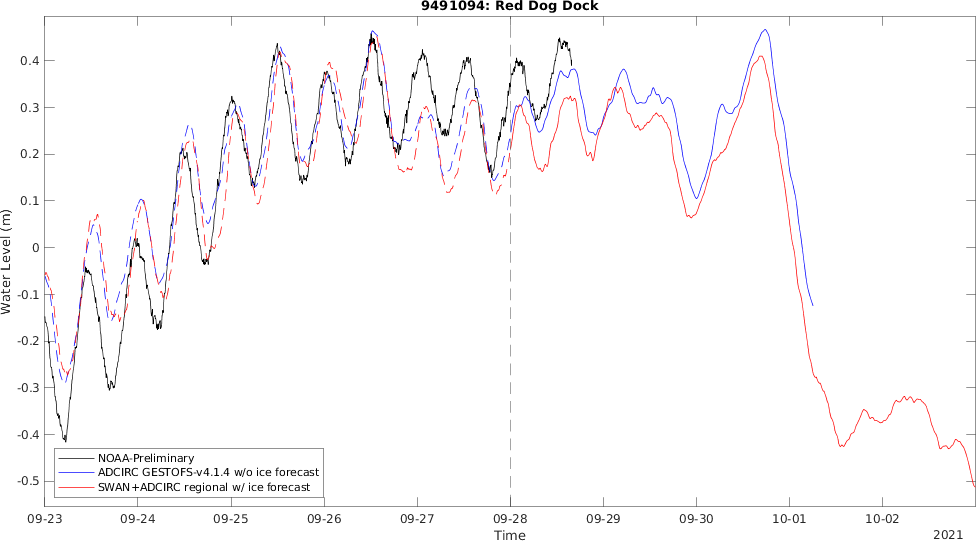 9491094: Red Dog Dock
Water Level (m)
0.4
0.3
0.2
0.1
0
-0.1
-0.2
-0.3
-0.4
-0.5
NOAA-Preliminary
ADCIRC GESTOFS-v4.1.4 w/o ice forecast
SWAN+ADCIRC regional w/ ice forecast
09-23 09-24 09-25 09-26 09-27 09-28 09-29 09-30 10-01 10-02
Time
2021